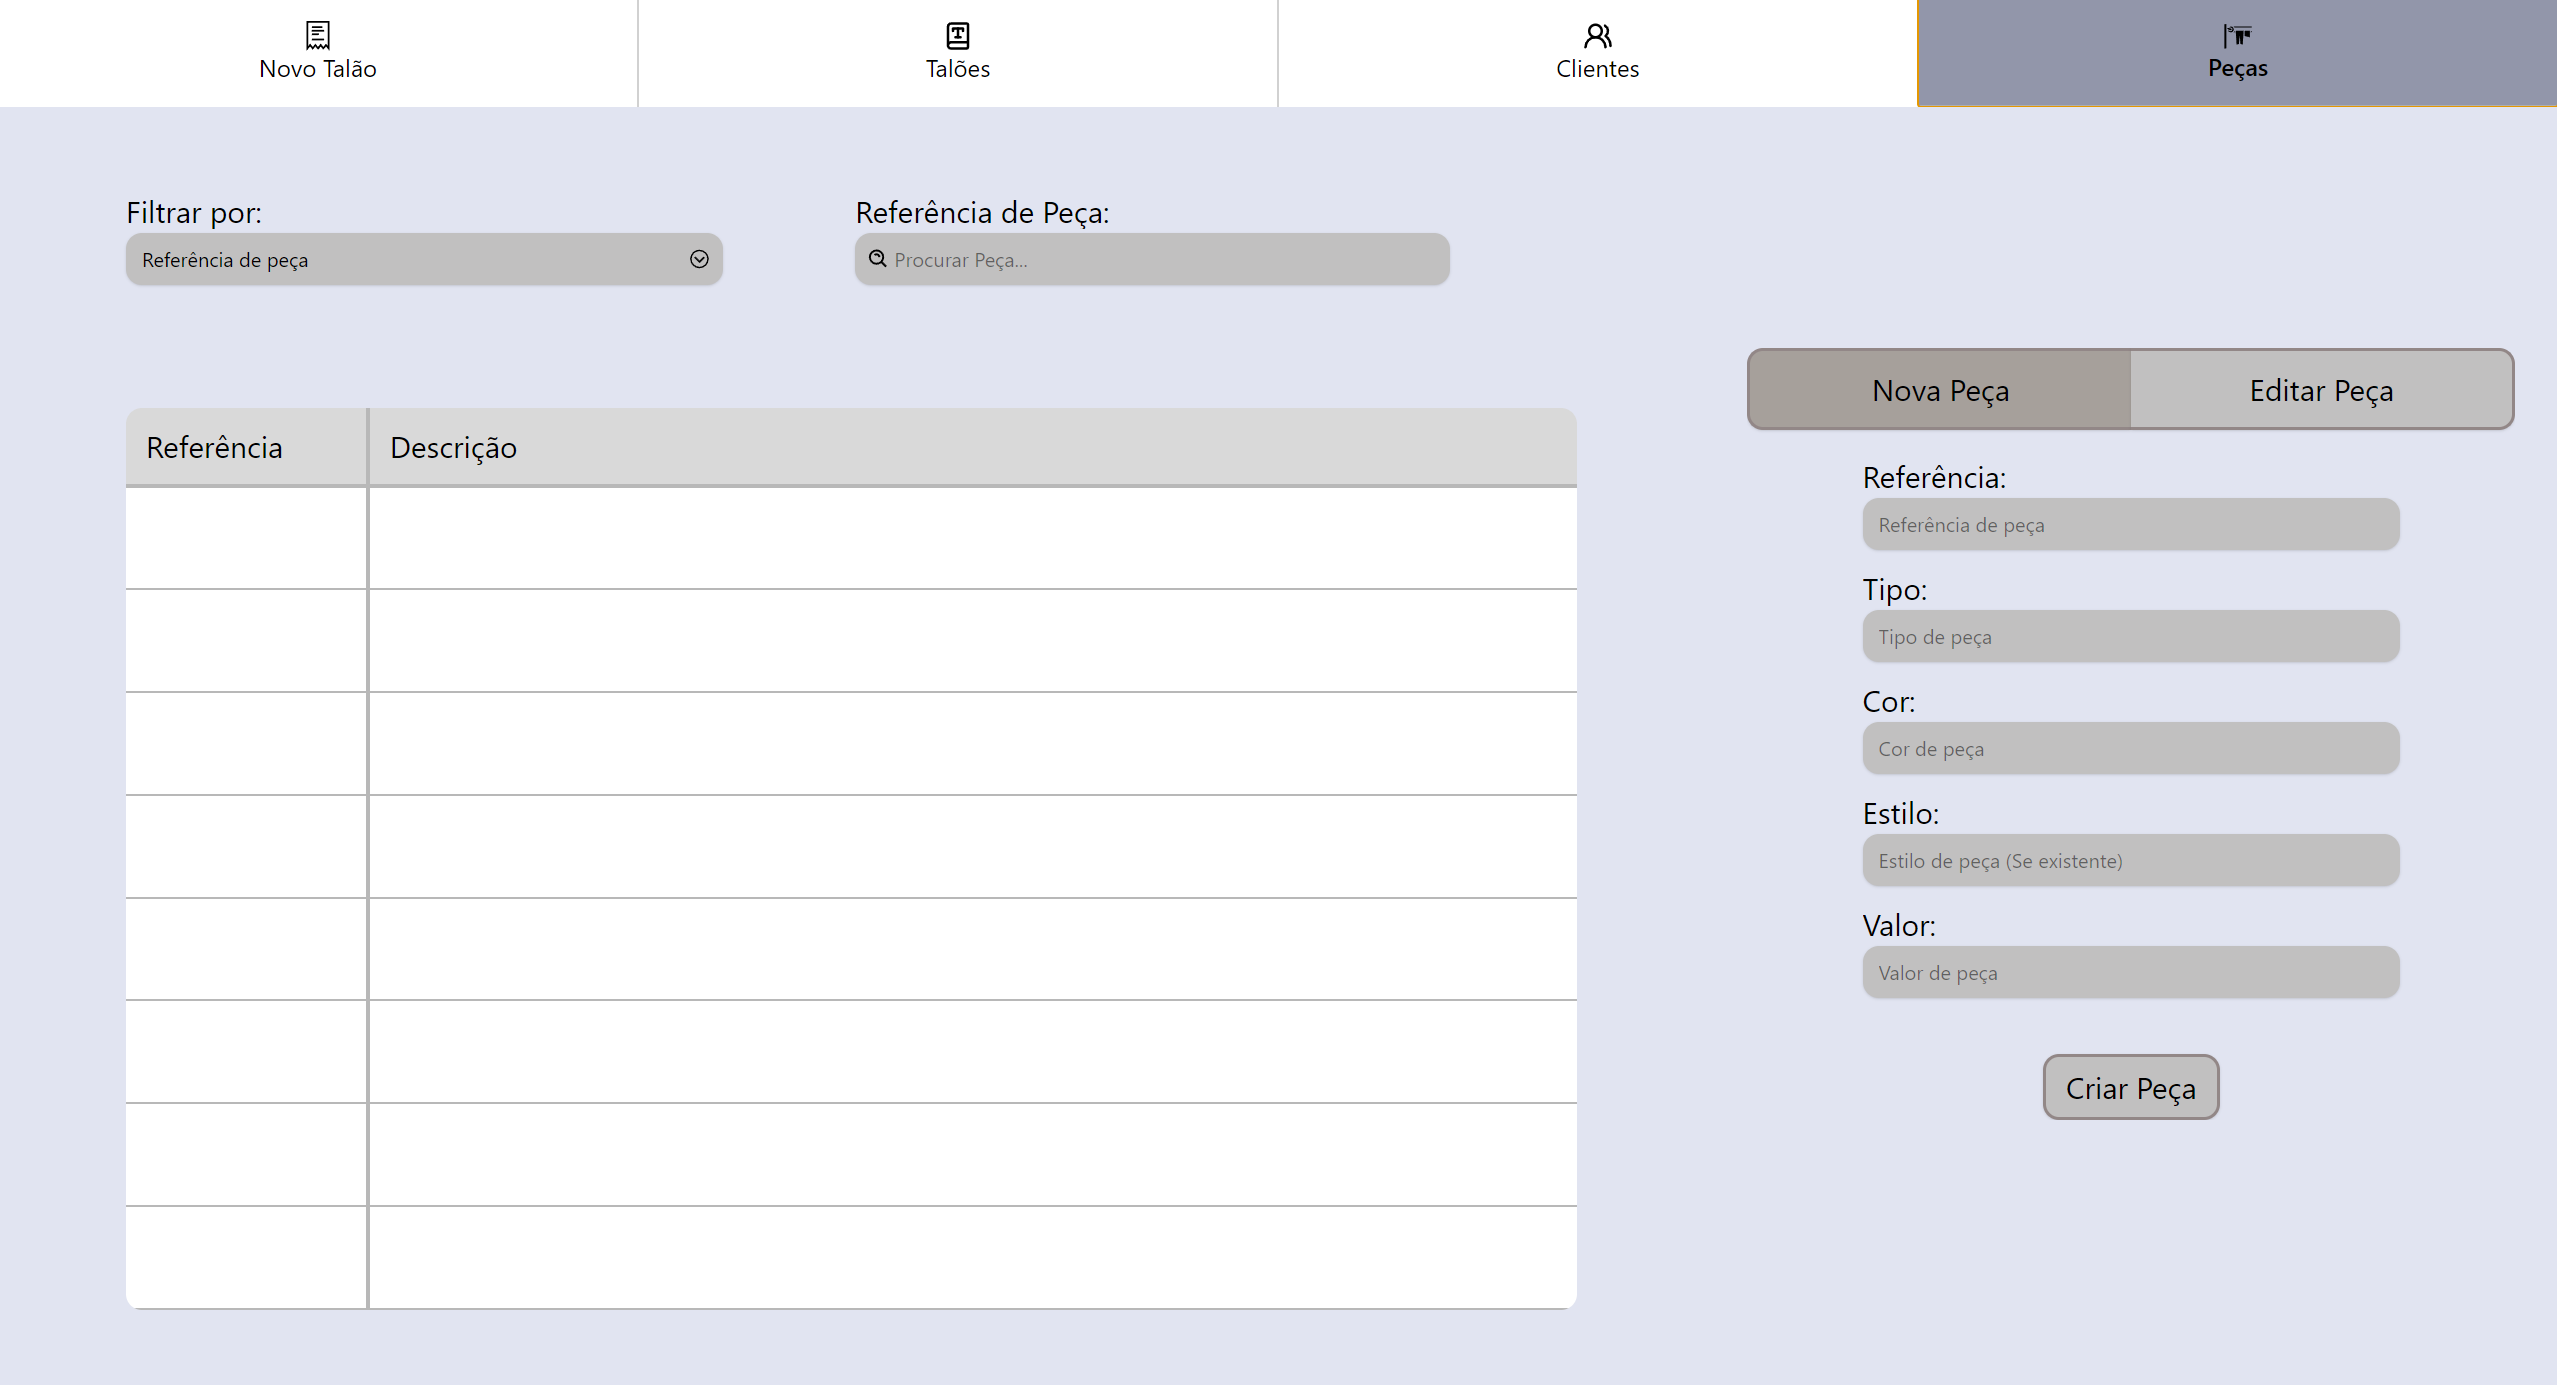 Novo Talão
Talões
Clientes
Peças
Filtrar por:
Referência de peça
Referência de Peça:
Procurar Peça...
Nova Peça
Editar Peça
Referência
Descrição
Referência:
Referência de peça
Tipo:
Tipo de peça
Cor:
Cor de peça
Estilo:
Estilo de peça (Se existente)
Valor:
Valor de peça
Criar Peça